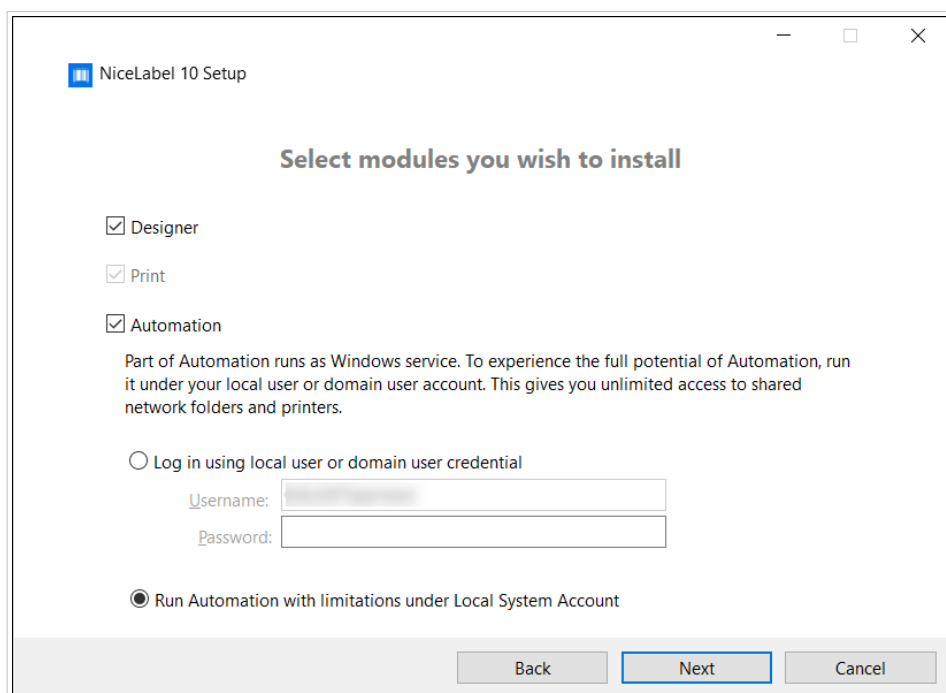 NiceLabel 10 Setup
Select modules you wish to install
Designer
Print
Automation
Part of Automation runs as Windows service. To experience the full potential of Automation, run
it under your local user or domain user account. This gives you unlimited access to shared
network folders and printers.
Log in using local user or domain user credential
Username:
Password:
Run Automation with limitations under Local System Account
Back Next Cancel